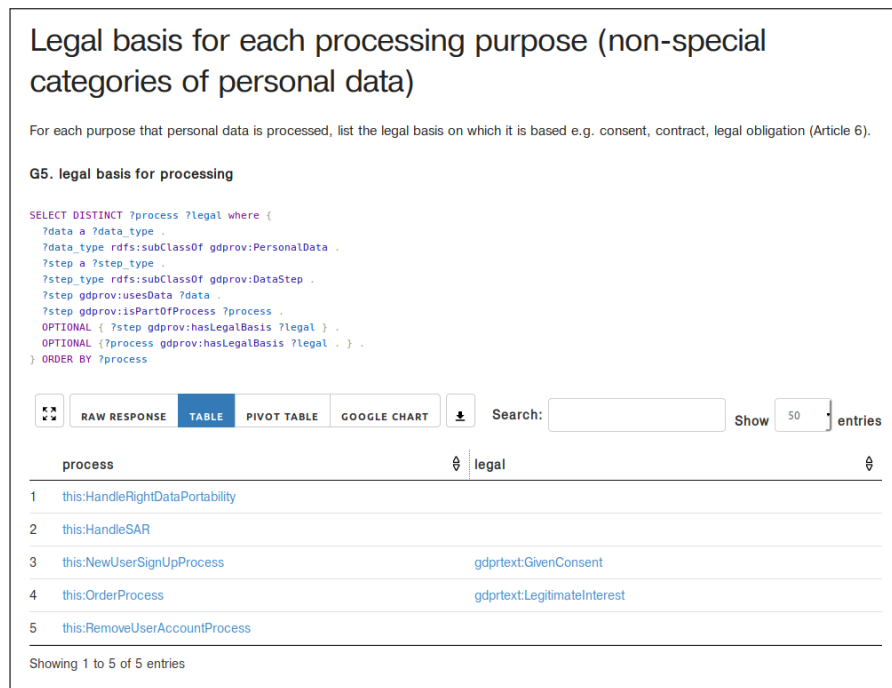 Legal basis for each processing purpose (non-special
categories of personal data)
For each purpose that personal data is processed, list the legal basis on which it is based e.g. consent, contract, legal obligation (Article 6).
G5. legal basis for processing
SELECT DISTINCT ?process ?legal where {
?data a ?data_type .
?data_type rdfs:subClassOf gdprov:PersonalData .
?step a ?step_type .
?step_type rdfs:subClassOf gdprov:DataStep .
?step gdprov:usesData ?data .
?step gdprov:isPartOfProcess ?process .
OPTIONAL { ?step gdprov:hasLegalBasis ?legal } .
OPTIONAL {?process gdprov:hasLegalBasis ?legal . } .
} ORDER BY ?process
RAW RESPONSE TABLE PIVOT TABLE GOOGLE CHART Search: Show 50 entries
process legal
1 this:HandleRightDataPortability
2 this:HandleSAR
3 this:NewUserSignUpProcess gdprtext:GivenConsent
4 this:OrderProcess gdprtext:LegitimateInterest
5 this:RemoveUserAccountProcess
Showing 1 to 5 of 5 entries